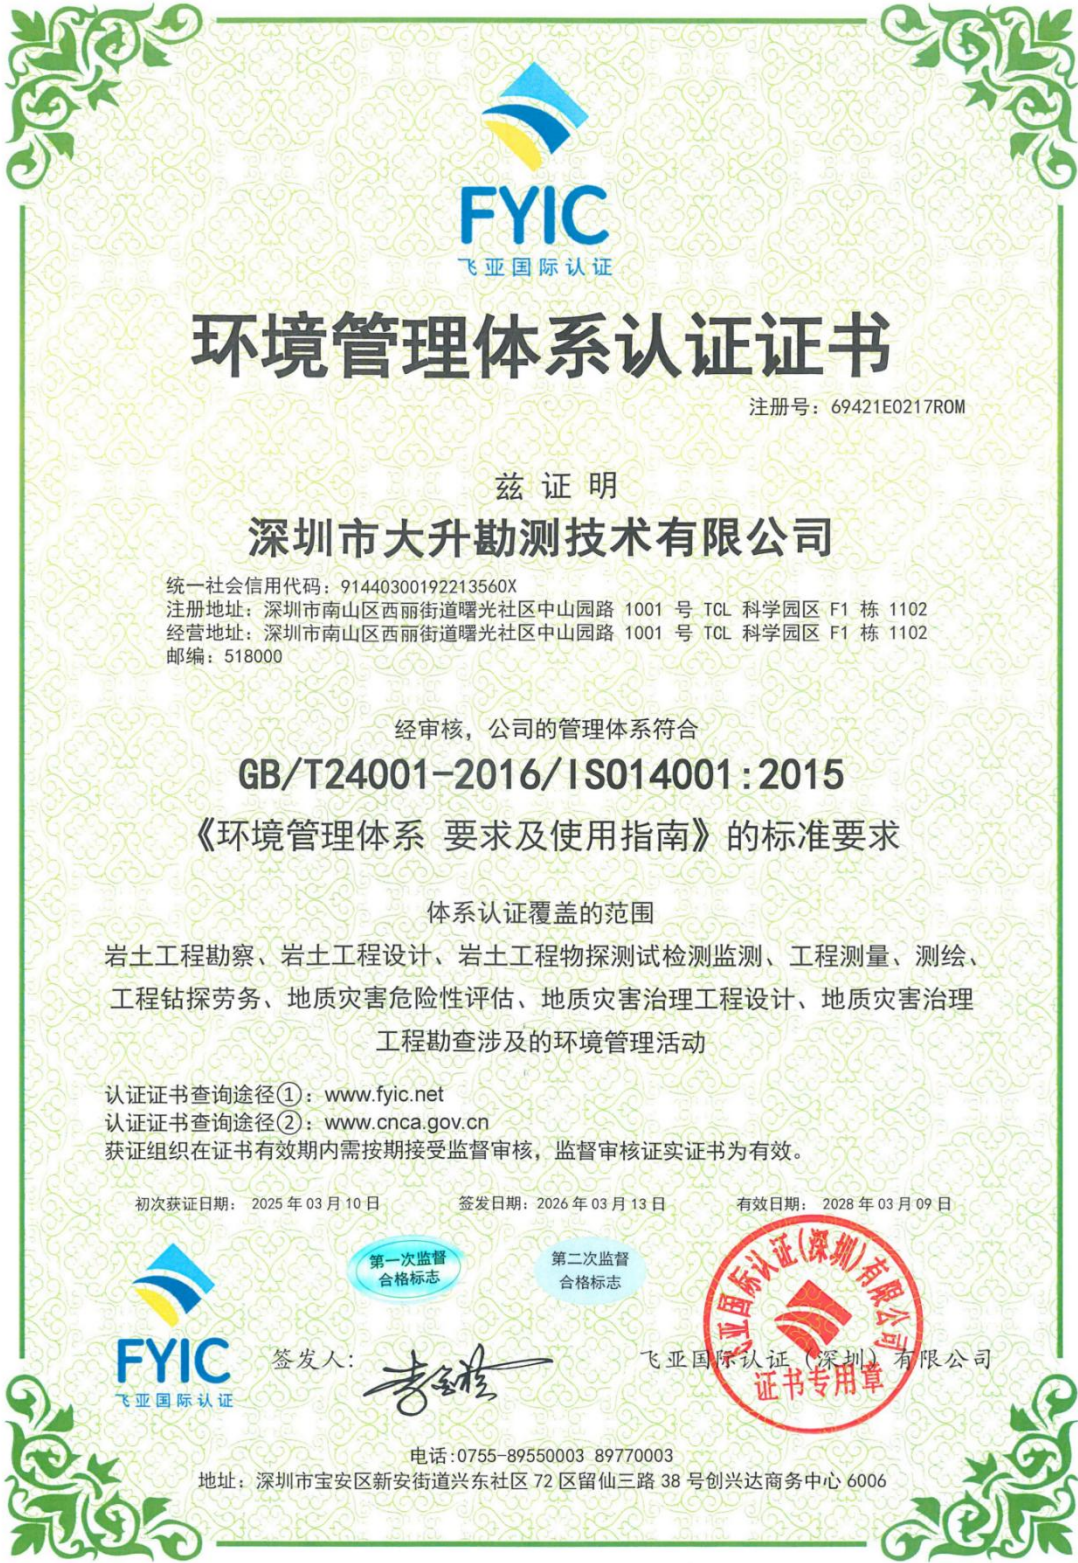 FYIC
飞亚国际认证
环境管理体系认证证书
注册号：69421E0217ROM
兹证明
深圳市大升勘测技术有限公司
统一社会信用代码：91440300192213560X
注册地址：深圳市南山区西丽街道曙光社区中山园路 1001 号 TCL 科学园区 F1 栋 1102
经营地址：深圳市南山区西丽街道曙光社区中山园路 1001 号 TCL 科学园区 F1 栋 1102
邮编：518000
经审核，公司的管理体系符合
GB/T24001-2016/ISO14001:2015
《环境管理体系 要求及使用指南》的标准要求
体系认证覆盖的范围
岩土工程勘察、岩土工程设计、岩土工程物探测试检测监测、工程测量、测绘、
工程钻探劳务、地质灾害危险性评估、地质灾害治理工程设计、地质灾害治理
工程勘查涉及的环境管理活动
认证证书查询途径①：www.fyic.net
认证证书查询途径②：www.cnca.gov.cn
获证组织在证书有效期内需按期接受监督审核，监督审核证实证书为有效。
初次获证日期： 2025 年 03 月 10 日 签发日期：2026 年 03 月 13 日 有效日期： 2028 年 03 月 09 日
第一次监督
合格标志
第二次监督
合格标志
飞亚国际认证(深圳)有限公司
证书专用章
FYIC
飞亚国际认证
签发人：
飞亚国际认证（深圳）有限公司
电话:0755-89550003 89770003
地址：深圳市宝安区新安街道兴东社区 72 区留仙三路 38 号创兴达商务中心 6006